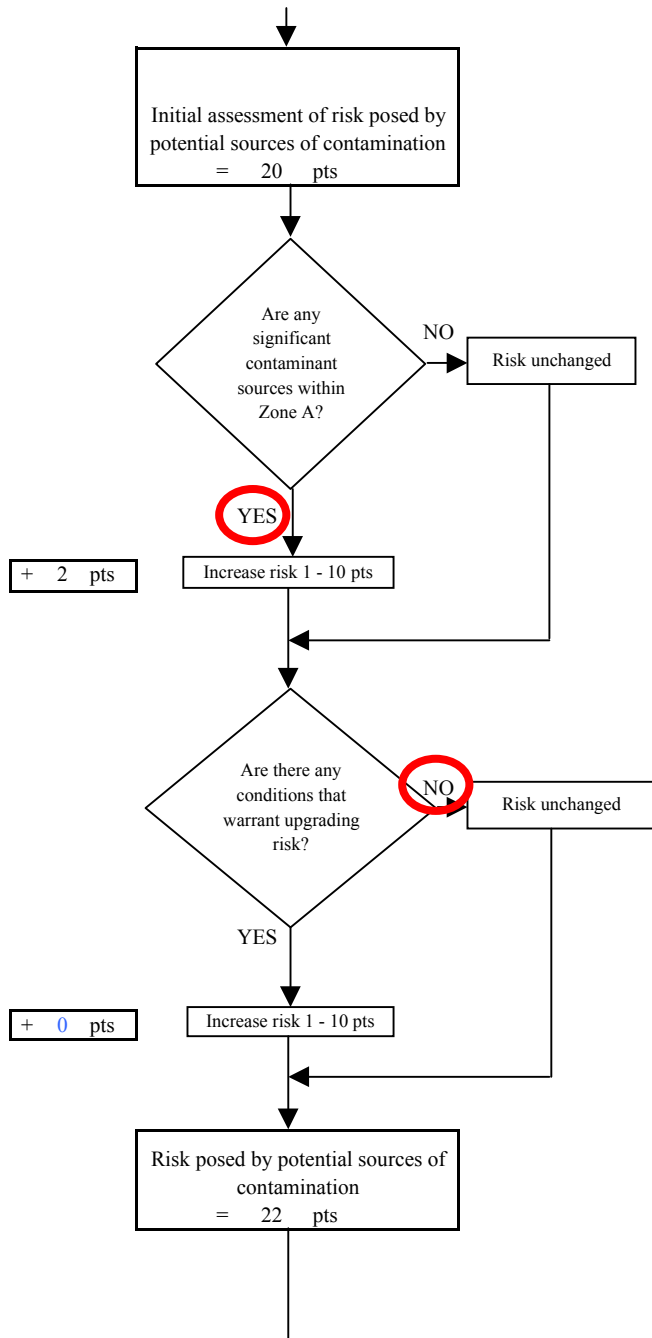 Initial assessment of risk posed by
potential sources of contamination
= 20 pts
Are any
significant
contaminant
sources within
Zone A?
NO
Risk unchanged
YES
+ 2 pts
Increase risk 1 - 10 pts
Are there any
conditions that
warrant upgrading
risk?
NO
Risk unchanged
YES
+ 0 pts
Increase risk 1 - 10 pts
Risk posed by potential sources of
contamination
= 22 pts